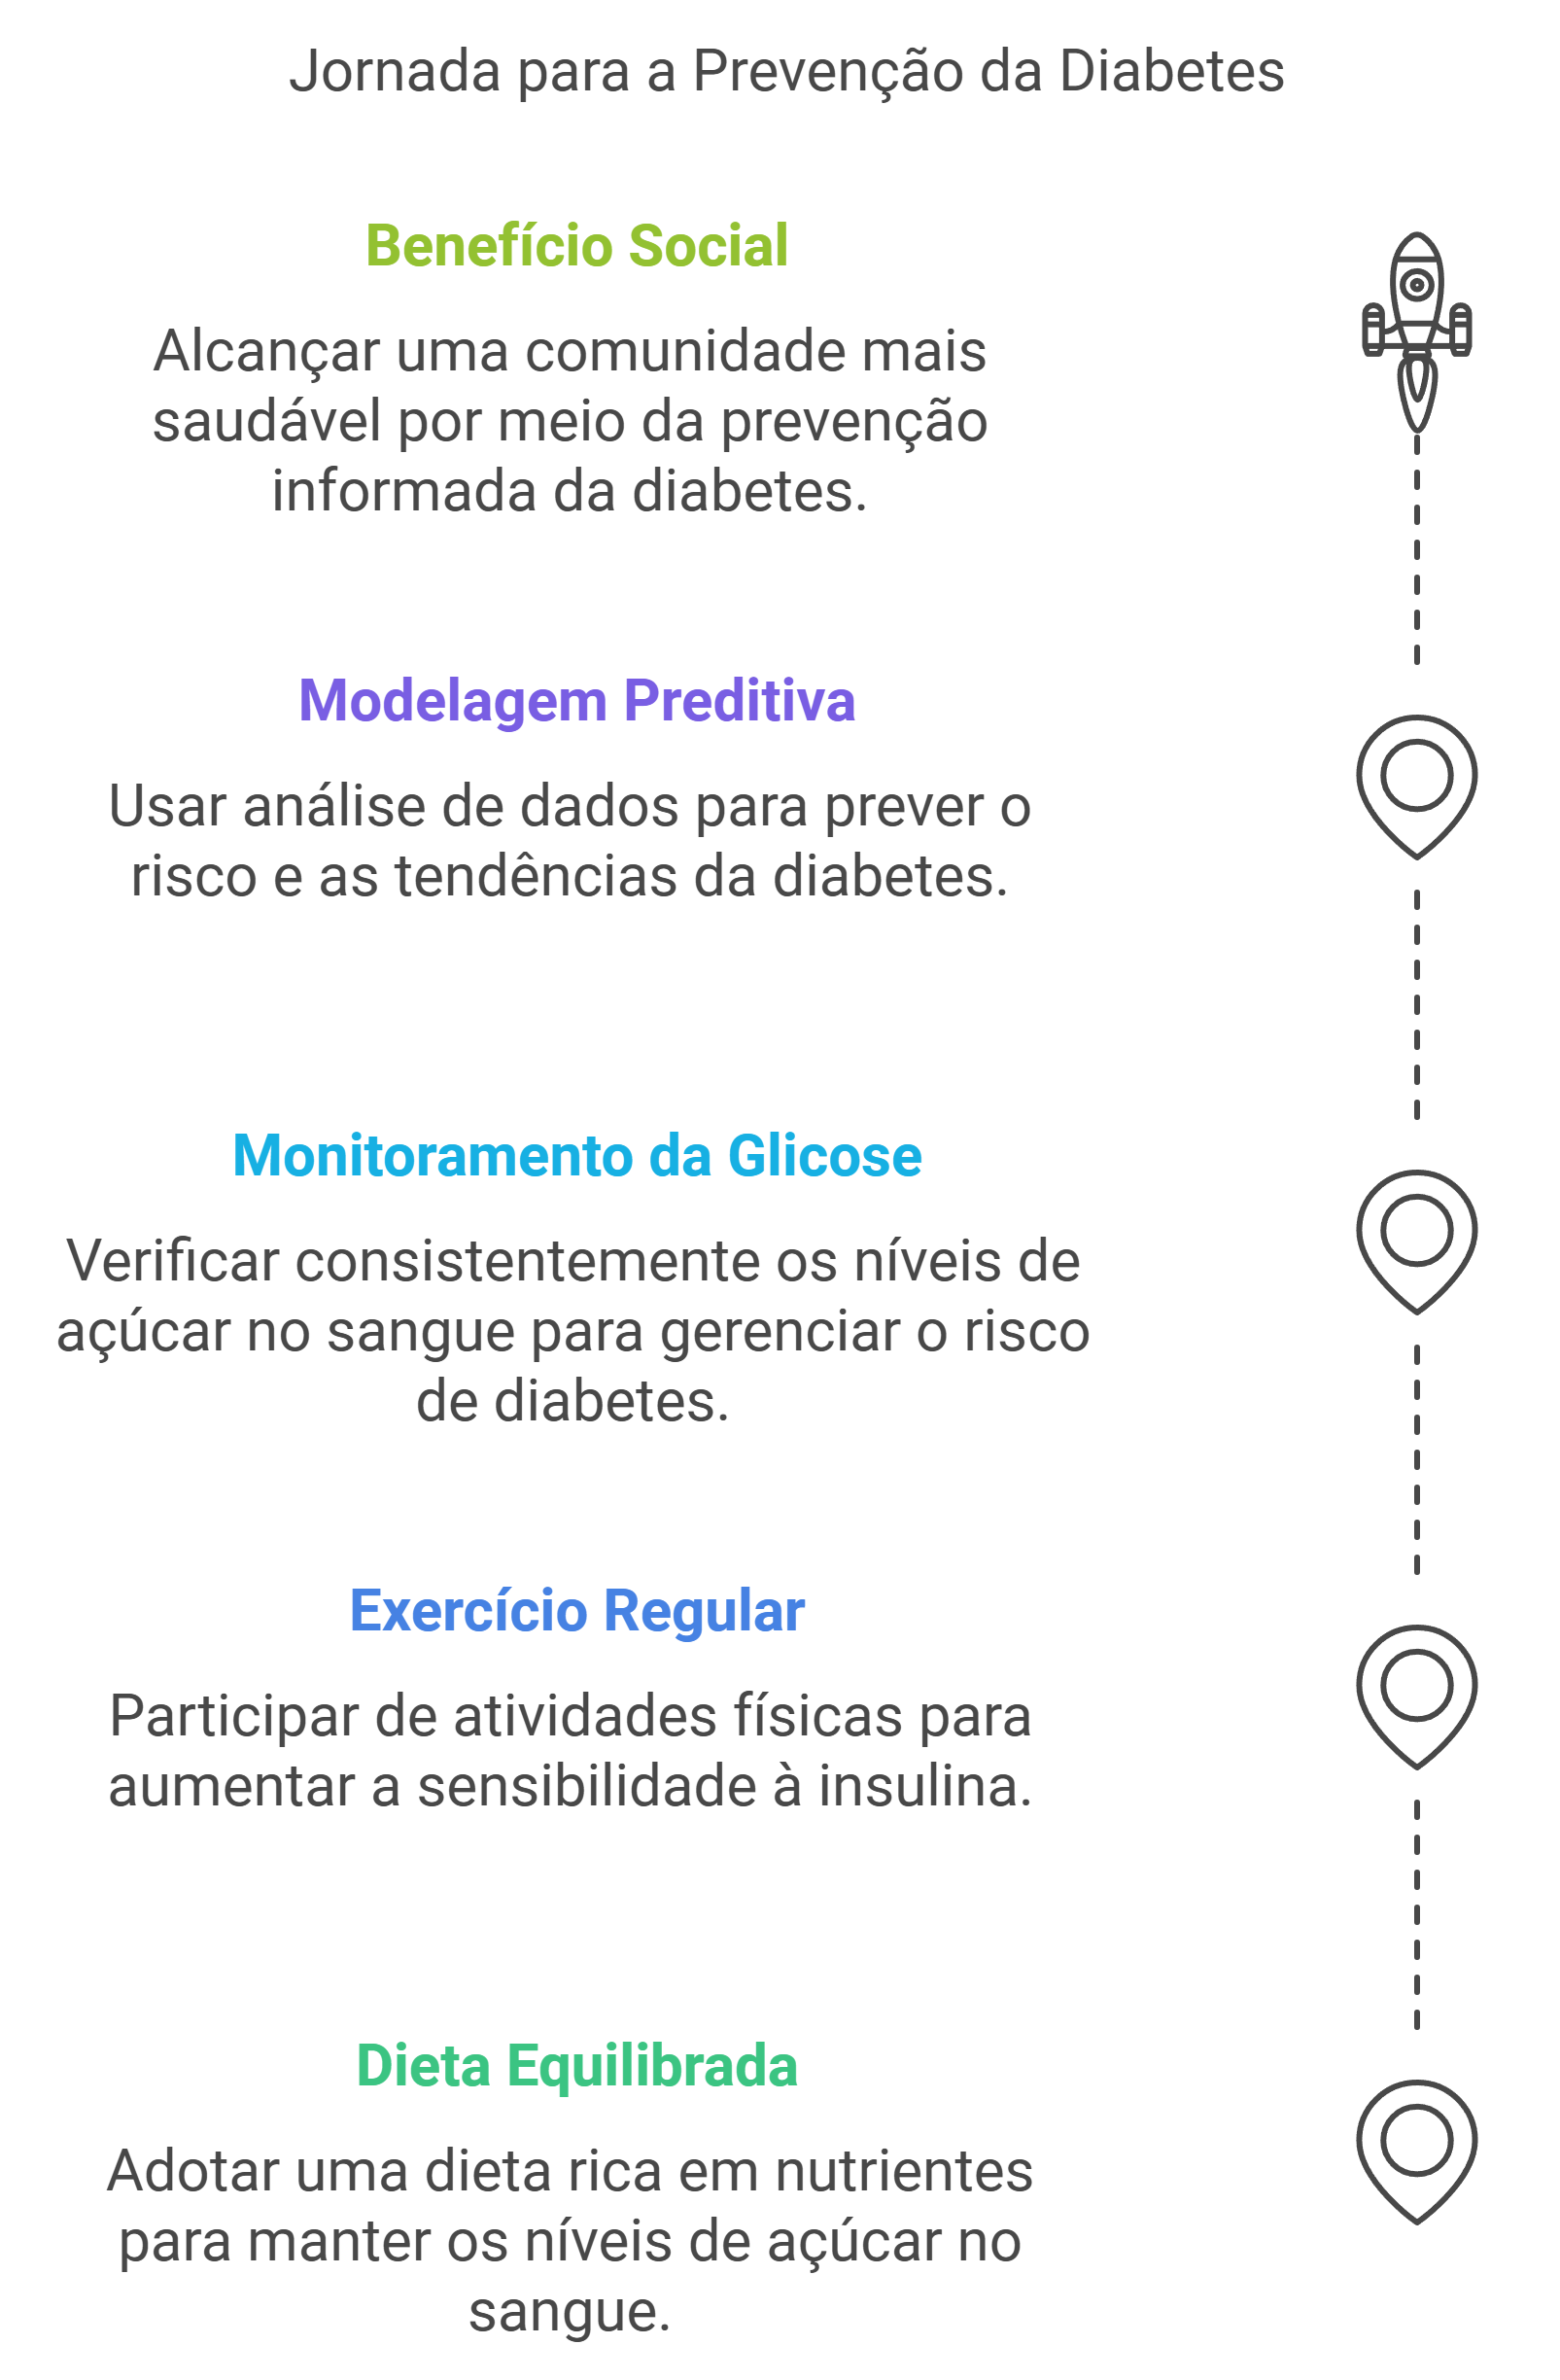 Jornada para a Prevenção da Diabetes
Benefício Social
Alcançar uma comunidade mais
saudável por meio da prevenção
informada da diabetes.
Modelagem Preditiva
Usar análise de dados para prever o
risco e as tendências da diabetes.
Monitoramento da Glicose
Verificar consistentemente os níveis de
açúcar no sangue para gerenciar o risco
de diabetes.
Exercício Regular
Participar de atividades físicas para
aumentar a sensibilidade à insulina.
Dieta Equilibrada
Adotar uma dieta rica em nutrientes
para manter os níveis de açúcar no
sangue.